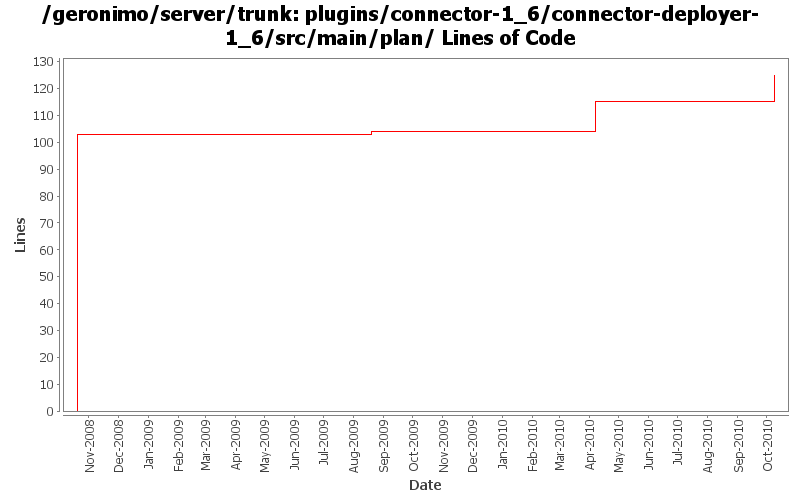 /geronimo/server/trunk: plugins/connector-1_6/connector-deployer-
1_6/src/main/plan/ Lines of Code
130
120
110
100
90
80
70
60
50
40
30
20
10
0
Lines
Nov-2008
Dec-2008
Jan-2009
Feb-2009
Mar-2009
Apr-2009
May-2009
Jun-2009
Jul-2009
Aug-2009
Sep-2009
Oct-2009
Nov-2009
Dec-2009
Jan-2010
Feb-2010
Mar-2010
Apr-2010
May-2010
Jun-2010
Jul-2010
Aug-2010
Sep-2010
Oct-2010
Date